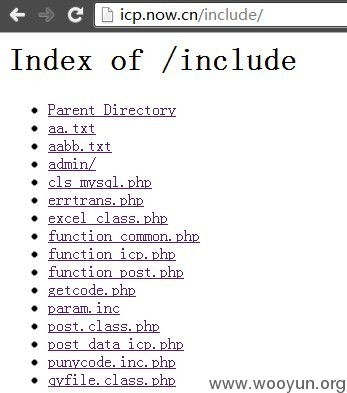 icp.now.cn/include/
Index of /include
Parent Directory
aa.txt
aabb.txt
admin/
cls_mysql.php
errtrans.php
excel_class.php
function_common.php
function_icp.php
function_post.php
getcode.php
param.inc
post.class.php
post_data_icp.php
punycode.inc.php
qyfile.class.php
www.wooyun.org